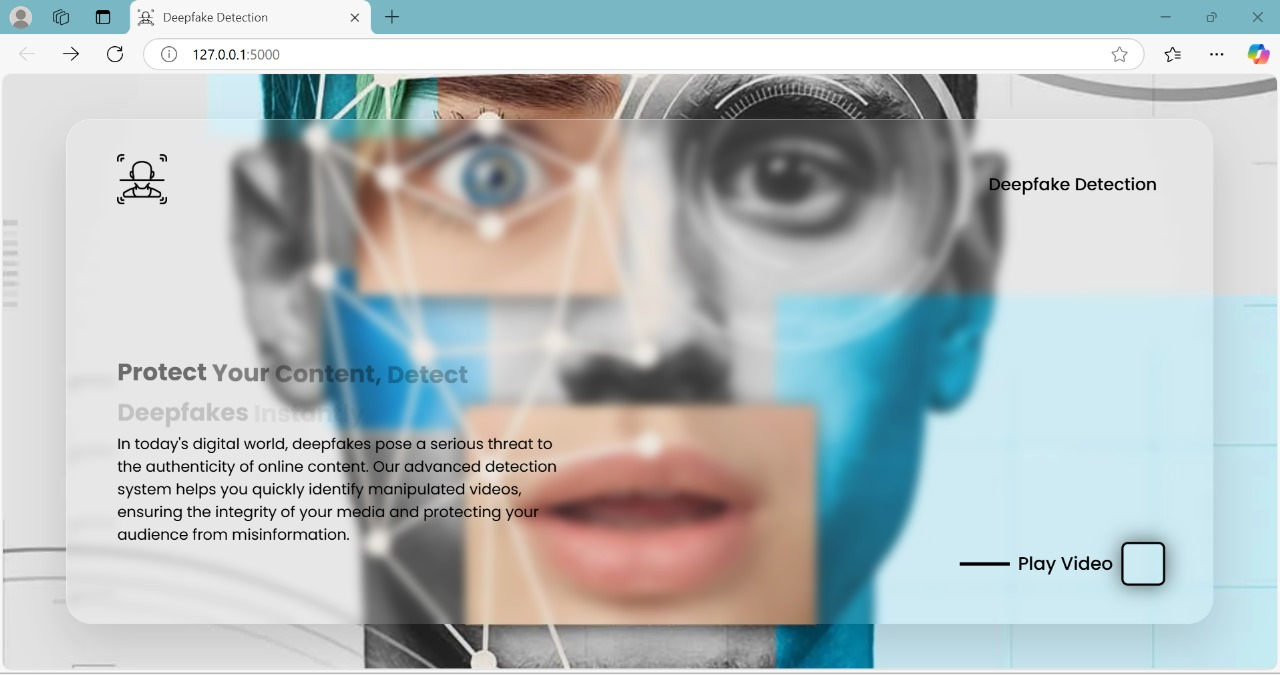 Deepfake Detection
127.0.0.1:5000
Deepfake Detection
Protect Your Content, Detect
Deepfakes Instantly
In today's digital world, deepfakes pose a serious threat to
the authenticity of online content. Our advanced detection
system helps you quickly identify manipulated videos,
ensuring the integrity of your media and protecting your
audience from misinformation.
Play Video